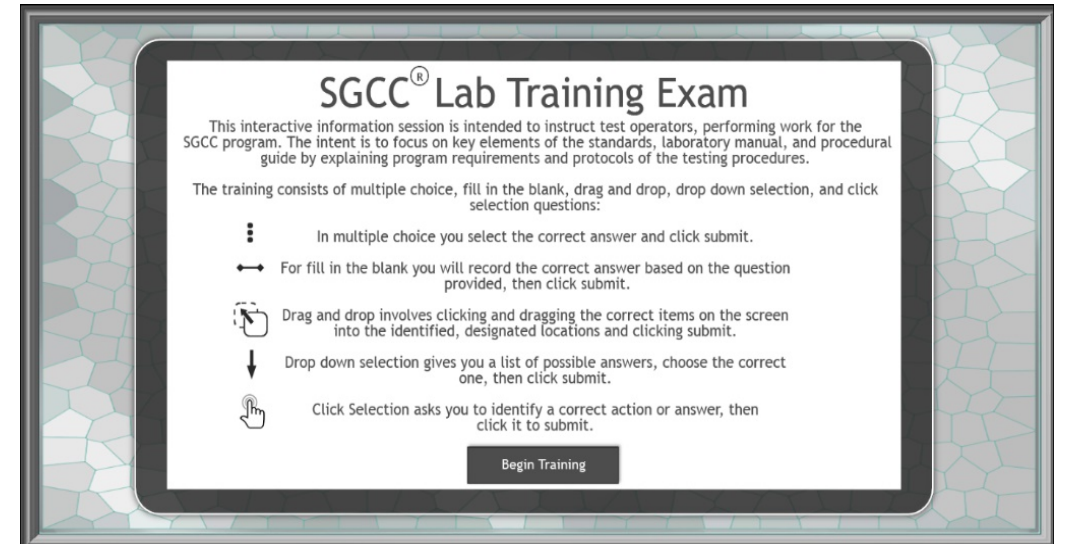 SGCC® Lab Training Exam
This interactive information session is intended to instruct test operators, performing work for the
SGCC program. The intent is to focus on key elements of the standards, laboratory manual, and procedural
guide by explaining program requirements and protocols of the testing procedures.
The training consists of multiple choice, fill in the blank, drag and drop, drop down selection, and click
selection questions:
In multiple choice you select the correct answer and click submit.
For fill in the blank you will record the correct answer based on the question
provided, then click submit.
Drag and drop involves clicking and dragging the correct items on the screen
into the identified, designated locations and clicking submit.
Drop down selection gives you a list of possible answers, choose the correct
one, then click submit.
Click Selection asks you to identify a correct action or answer, then
click it to submit.
Begin Training